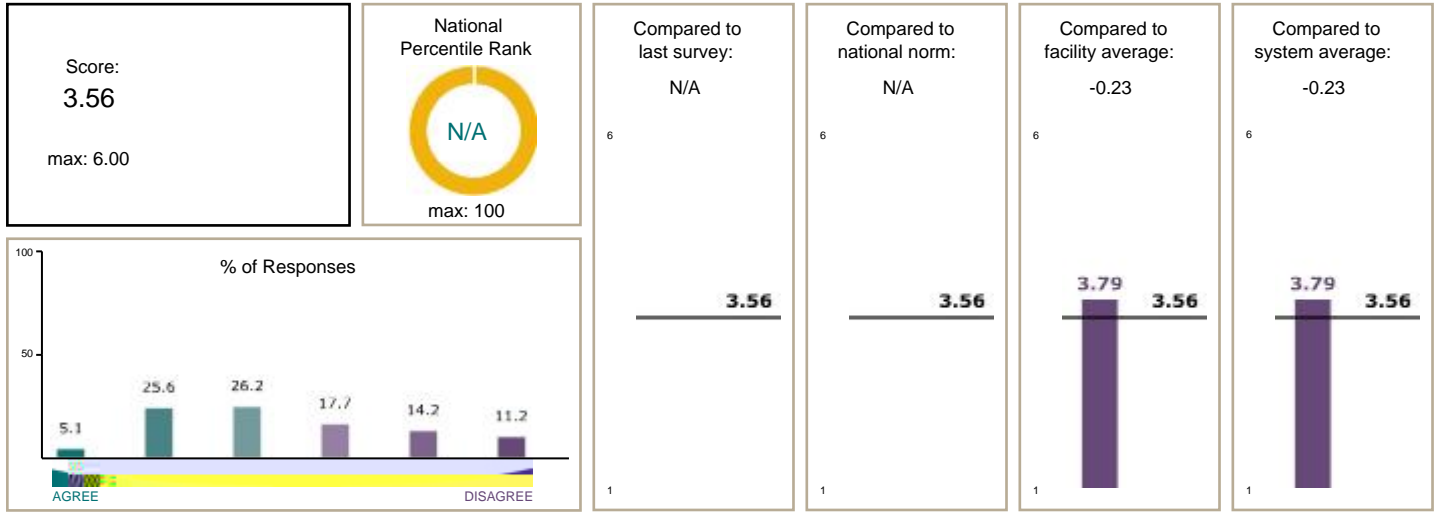 Score:
3.56
max: 6.00
National
Percentile Rank
N/A
max: 100
% of Responses
100
50
5.1
25.6
26.2
17.7
14.2
11.2
AGREE
DISAGREE
Compared to
last survey:
N/A
6
3.56
1
Compared to
national norm:
N/A
6
3.56
1
Compared to
facility average:
-0.23
6
3.79
3.56
1
Compared to
system average:
-0.23
6
3.79
3.56
1